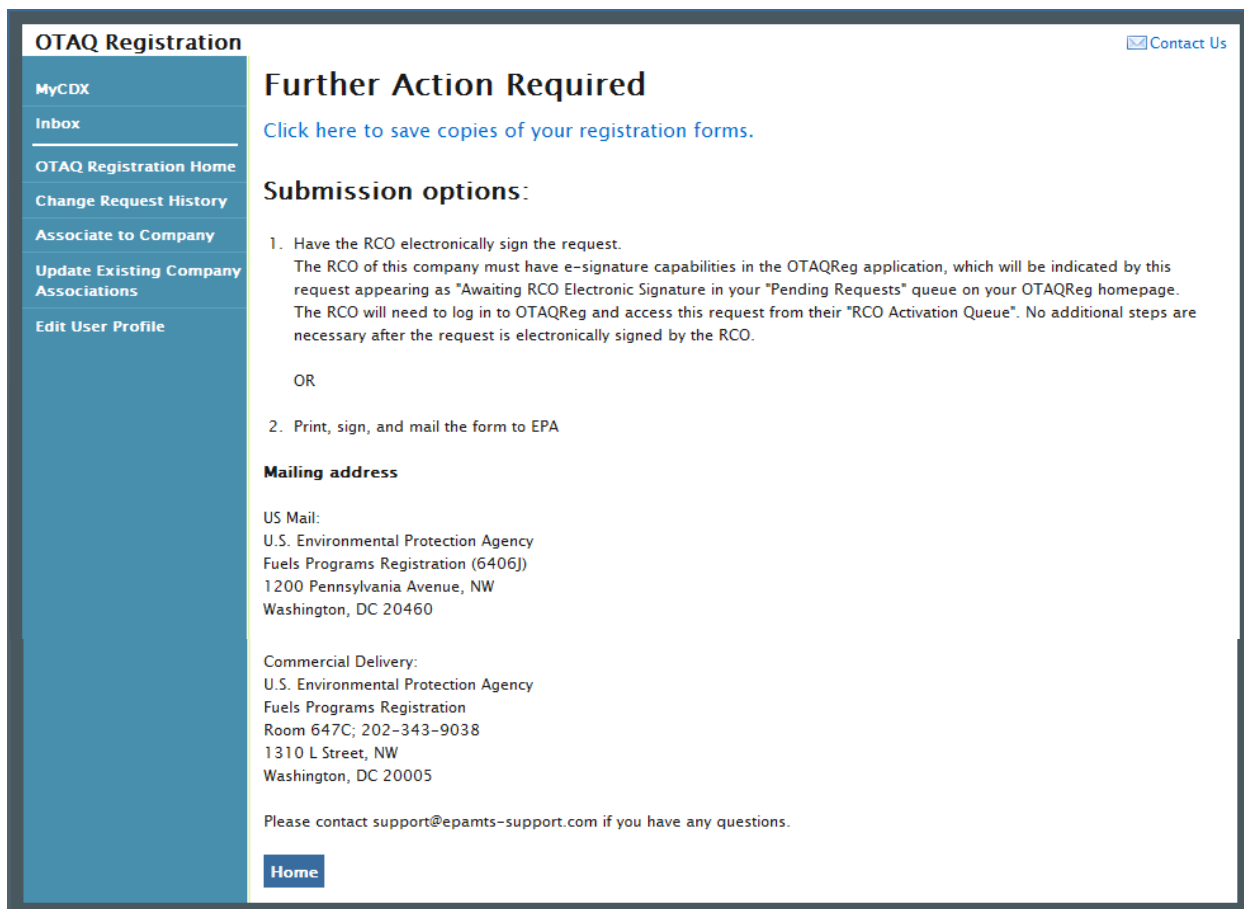 OTAQ Registration
Contact Us
MyCDX
Inbox
OTAQ Registration Home
Change Request History
Associate to Company
Update Existing Company
Associations
Edit User Profile
Further Action Required
Click here to save copies of your registration forms.
Submission options:
1. Have the RCO electronically sign the request.
The RCO of this company must have e-signature capabilities in the OTAQReg application, which will be indicated by this
request appearing as "Awaiting RCO Electronic Signature in your "Pending Requests" queue on your OTAQReg homepage.
The RCO will need to log in to OTAQReg and access this request from their "RCO Activation Queue". No additional steps are
necessary after the request is electronically signed by the RCO.
OR
2. Print, sign, and mail the form to EPA
Mailing address
US Mail:
U.S. Environmental Protection Agency
Fuels Programs Registration (6406J)
1200 Pennsylvania Avenue, NW
Washington, DC 20460
Commercial Delivery:
U.S. Environmental Protection Agency
Fuels Programs Registration
Room 647C; 202-343-9038
1310 L Street, NW
Washington, DC 20005
Please contact support@epamts-support.com if you have any questions.
Home